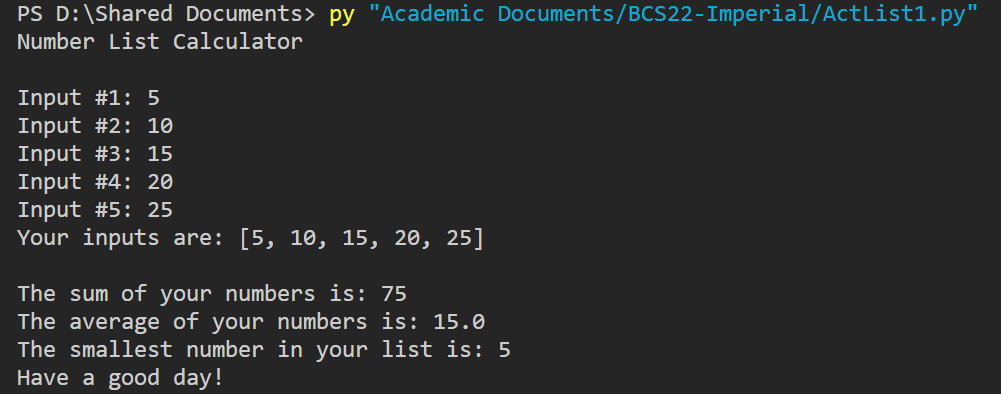 PS D:\Shared Documents> py "Academic Documents/BCS22-Imperial/ActList1.py"
Number List Calculator
Input #1: 5
Input #2: 10
Input #3: 15
Input #4: 20
Input #5: 25
Your inputs are: [5, 10, 15, 20, 25]
The sum of your numbers is: 75
The average of your numbers is: 15.0
The smallest number in your list is: 5
Have a good day!